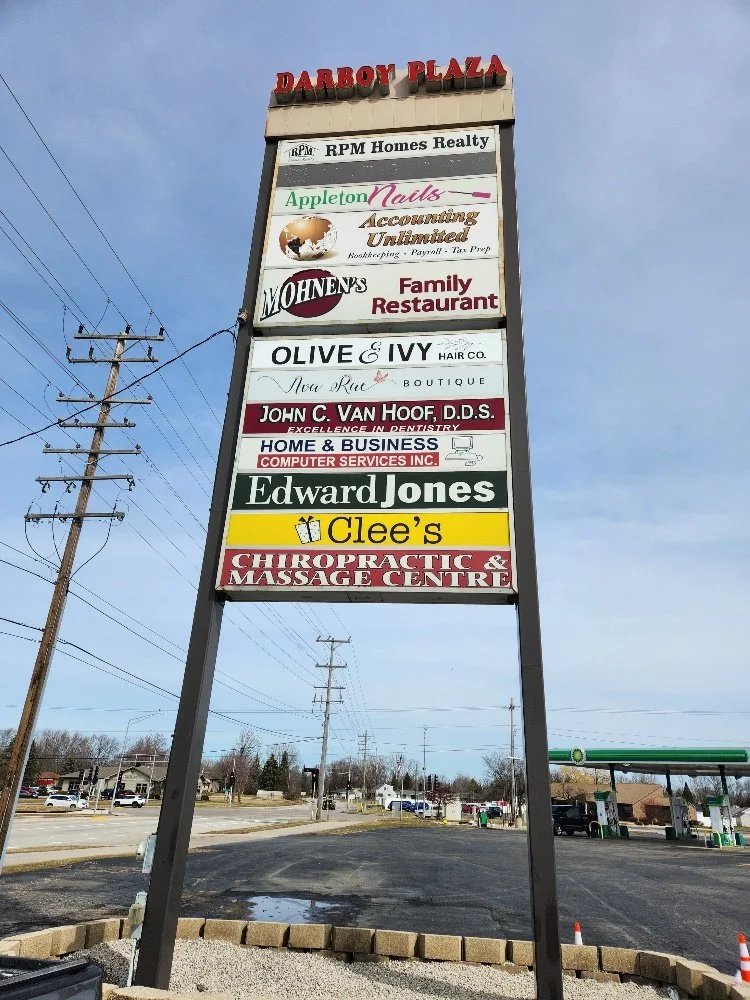 DARBOY PLAZA
RPM RPM Homes Realty
Appleton Nails
Accounting
Unlimited
Bookkeeping - Payroll - Tax Prep
MOHNEN'S Family
Restaurant
OLIVE & IVY HAIR CO.
Ava Rae BOUTIQUE
JOHN C. VAN HOOF, D.D.S.
EXCELLENCE IN DENTISTRY
HOME & BUSINESS
COMPUTER SERVICES INC.
Edward Jones
Clee's
CHIROPRACTIC &
MASSAGE CENTRE